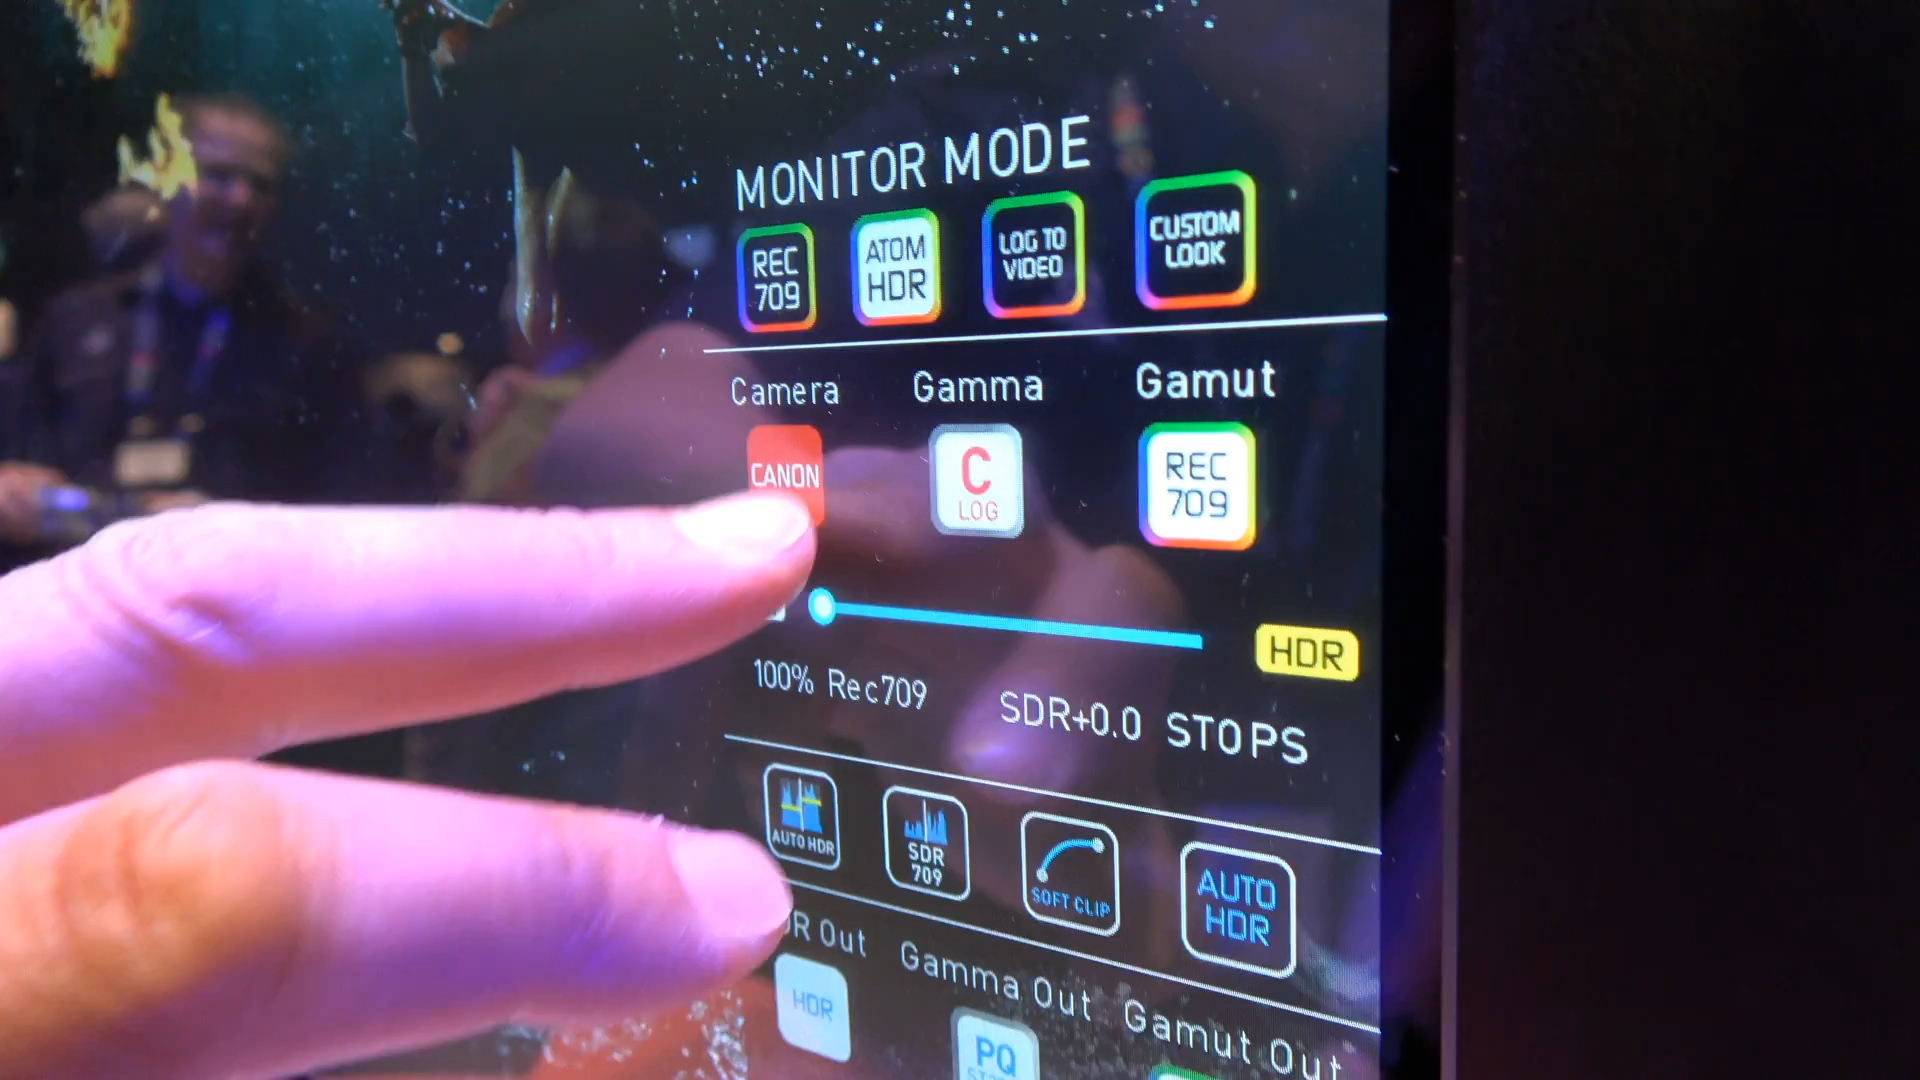 MONITOR MODE
REC
709
ATOM
HDR
LOG TO
VIDEO
CUSTOM
LOOK
Camera
Gamma
Gamut
CANON
C
LOG
REC
709
HDR
100% Rec709
SDR+0.0 STOPS
AUTO HDR
SDR
709
SOFT CLIP
AUTO
HDR
Out
Gamma Out
Gamut Out
HDR
PQ